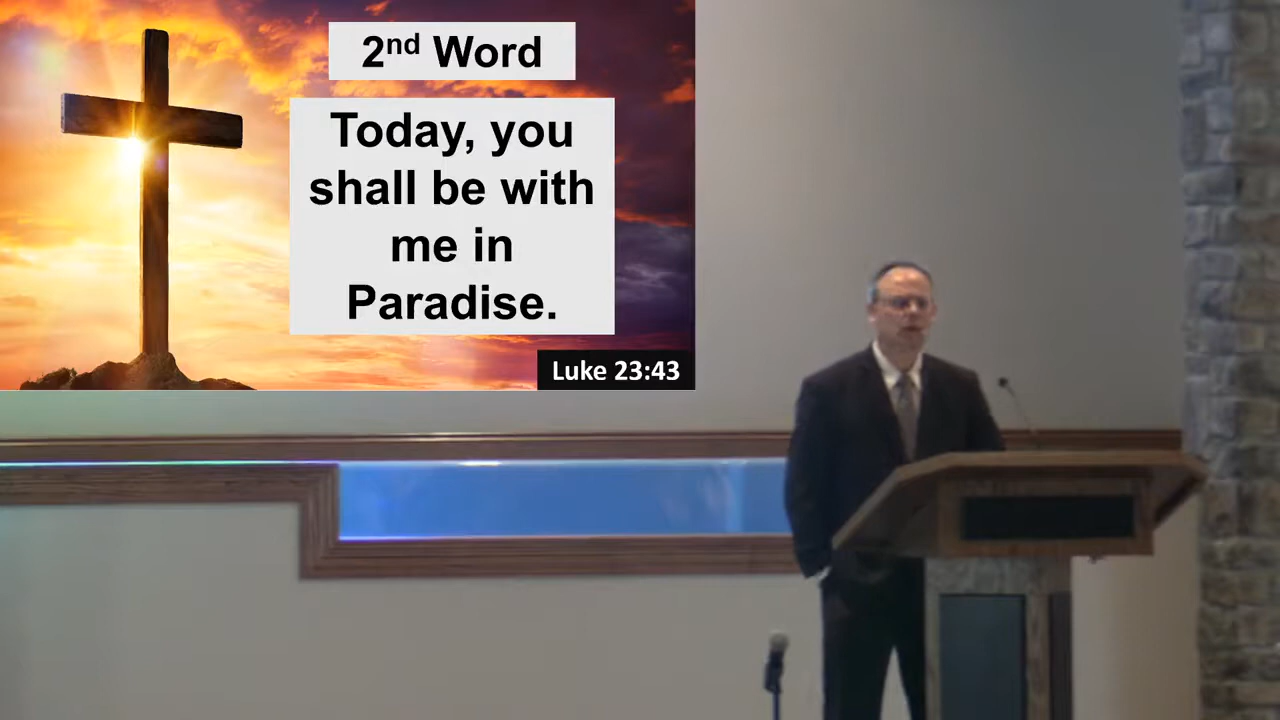 2nd Word
Today, you
shall be with
me in
Paradise.
Luke 23:43